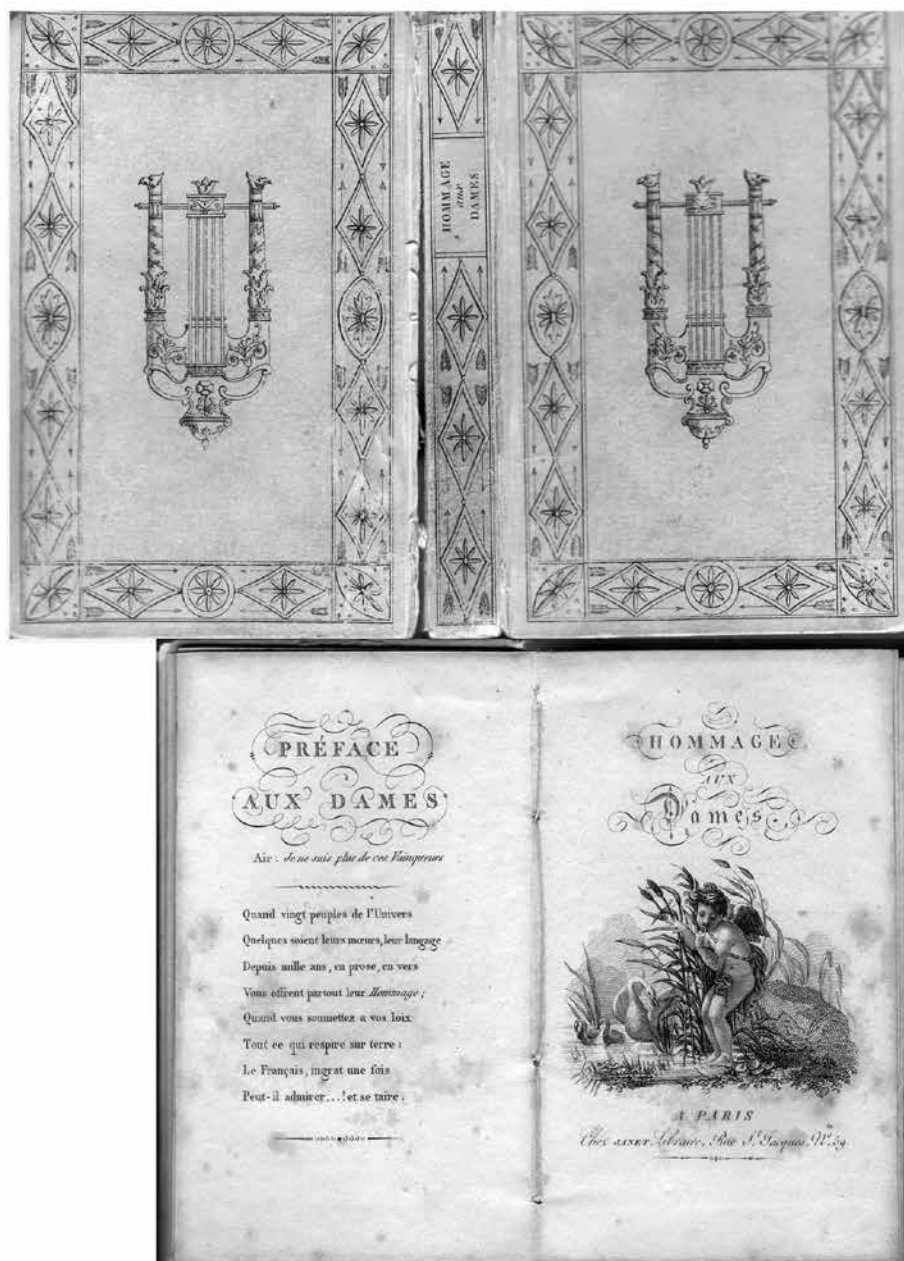 HOMMAGE
aux
DAMES
PRÉFACE
AUX DAMES
Air : Je ne suis plus de ces Vainqueurs
Quand vingt peuples de l'Univers
Quelques soient leurs mœurs, leur langage
Depuis mille ans, en prose, en vers
Vous offrent partout leur Hommage ;
Quand vous soumettez a vos loix
Tout ce qui respire sur terre :
Le Français, ingrat une fois
Peut-il admirer...! et se taire .
HOMMAGE
AUX
Dames.
A PARIS
Chez JANET, Libraire, Rue St. Jacques, No. 59